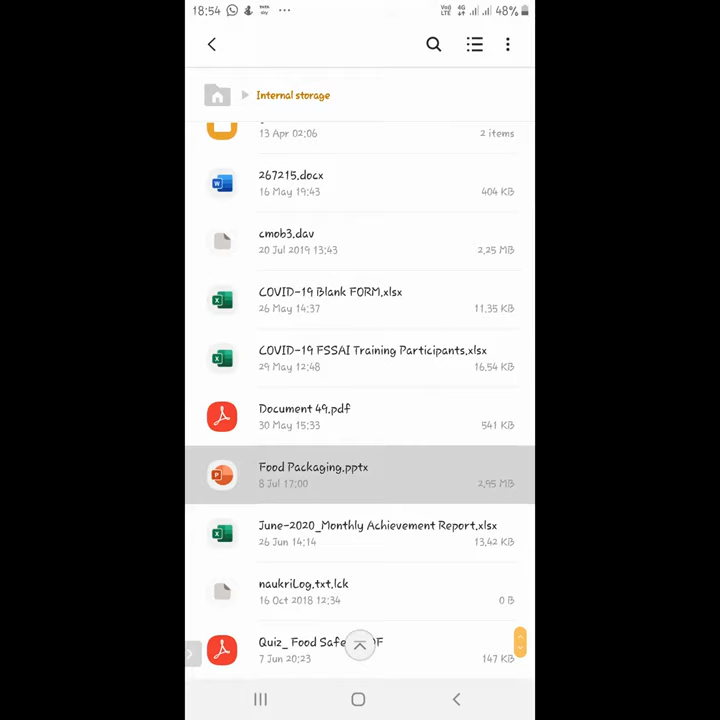 18:54
VoD LTE 4G 48%
Internal storage
13 Apr 02:06 2 items
267215.docx
16 May 19:43 404 KB
cmob3.dav
20 Jul 2019 13:43 2,25 MB
COVID-19 Blank FORM.xlsx
26 May 14:37 11,35 KB
COVID-19 FSSAI Training Participants.xlsx
29 May 12:48 16,54 KB
Document 49.pdf
30 May 15:33 541 KB
Food Packaging.pptx
8 Jul 17:00 2,95 MB
June-2020_Monthly Achievement Report.xlsx
26 Jun 14:14 13,42 KB
naukriLog.txt.lck
16 Oct 2018 12:34 0 B
Quiz_ Food Safe
7 Jun 20:23 147 KB